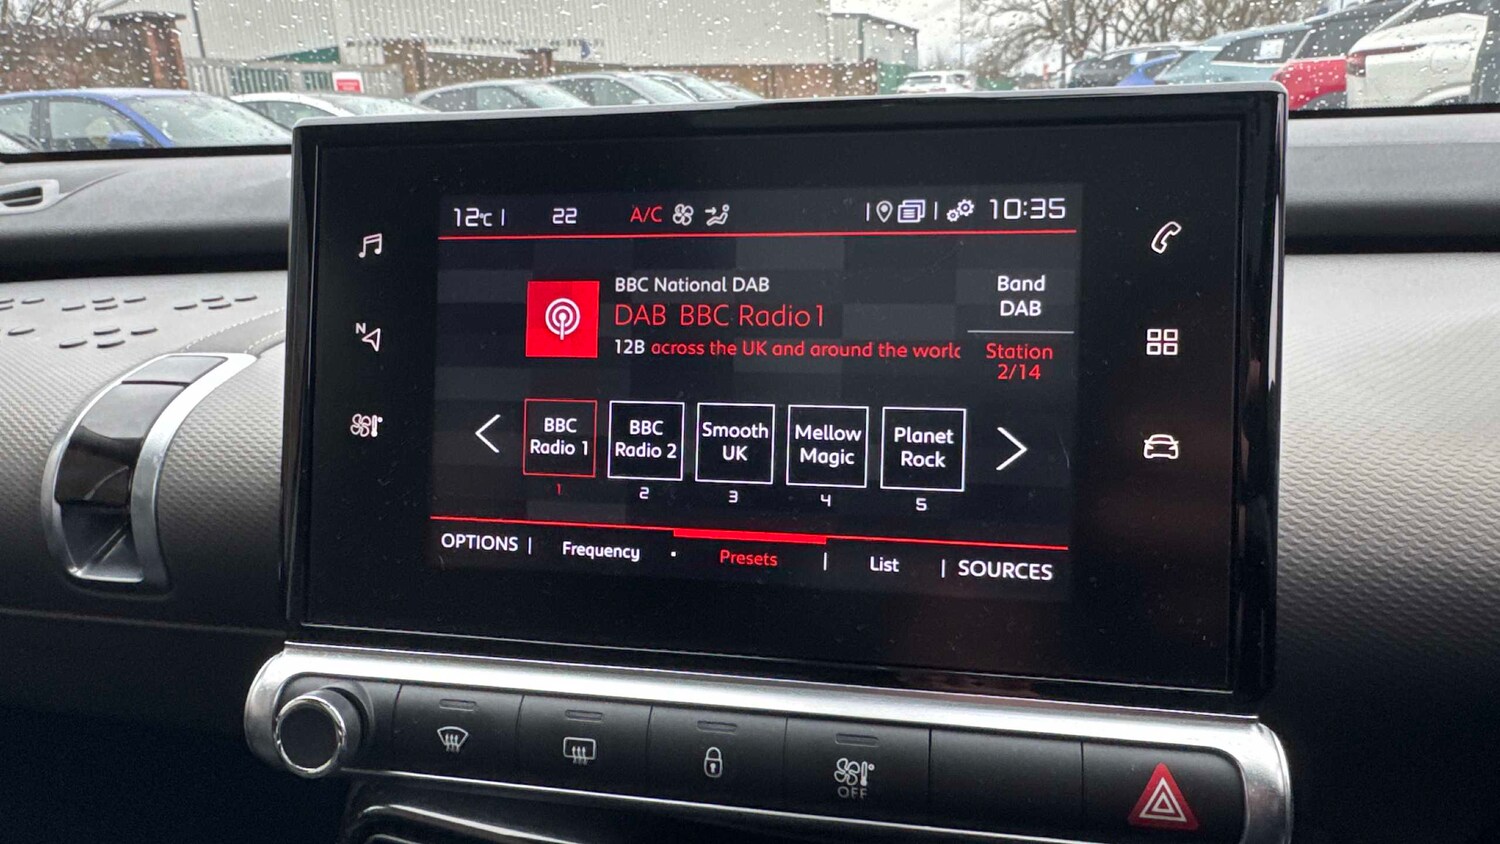 12°C | 22 A/C | | 10:35
BBC National DAB
DAB BBC Radio 1
12B across the UK and around the world
Band
DAB
Station
2/14
BBC
Radio 1
BBC
Radio 2
Smooth
UK
Mellow
Magic
Planet
Rock
1 2 3 4 5
OPTIONS | Frequency · Presets | List | SOURCES
N
OFF